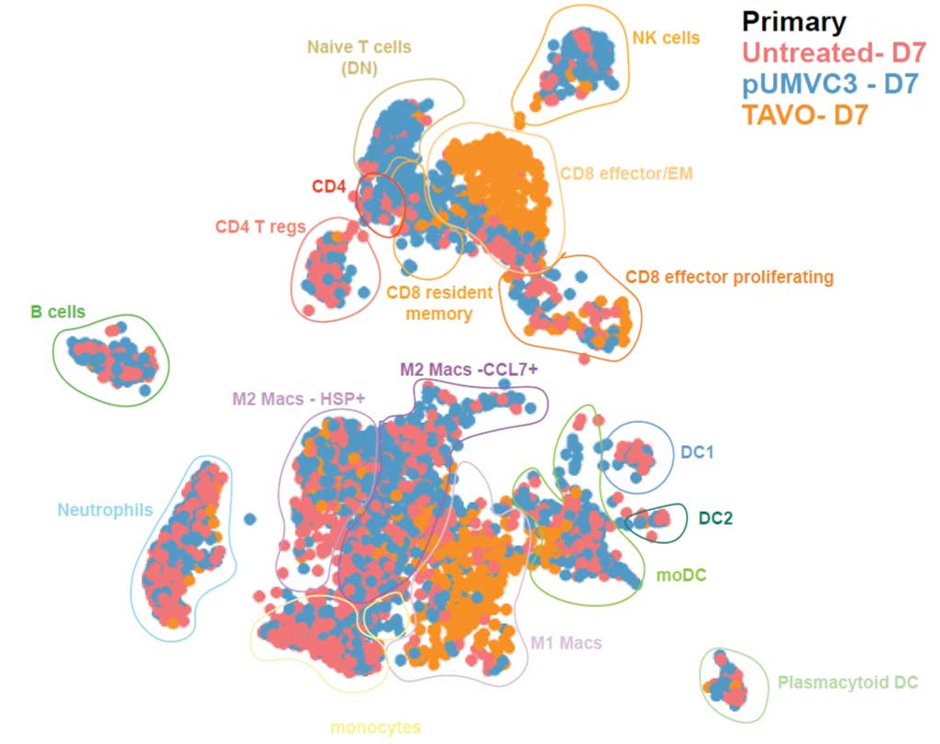 Primary
Untreated- D7
pUMVC3 - D7
TAVO- D7
NK cells
Naive T cells
(DN)
CD8 effector/EM
CD4
CD4 T regs
CD8 resident
memory
CD8 effector proliferating
B cells
M2 Macs -CCL7+
M2 Macs - HSP+
DC1
Neutrophils
DC2
moDC
M1 Macs
Plasmacytoid DC
monocytes